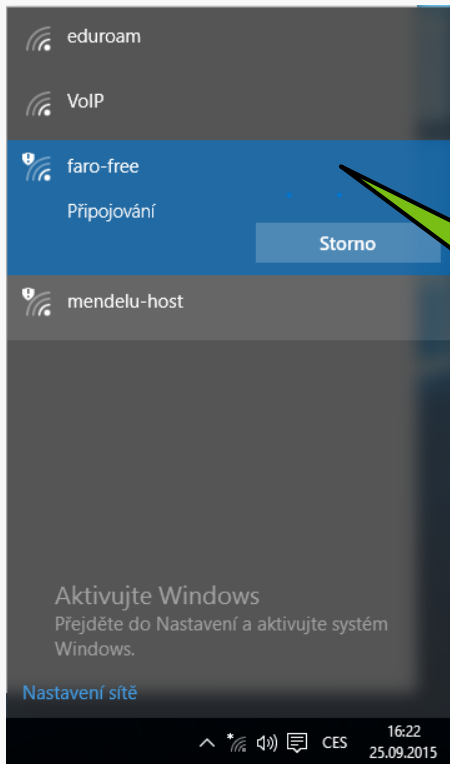 eduroam
VoIP
faro-free
Připojování
Storno
mendelu-host
Aktivujte Windows
Přejděte do Nastavení a aktivujte systém
Windows.
Nastavení sítě
CES
16:22
25.09.2015